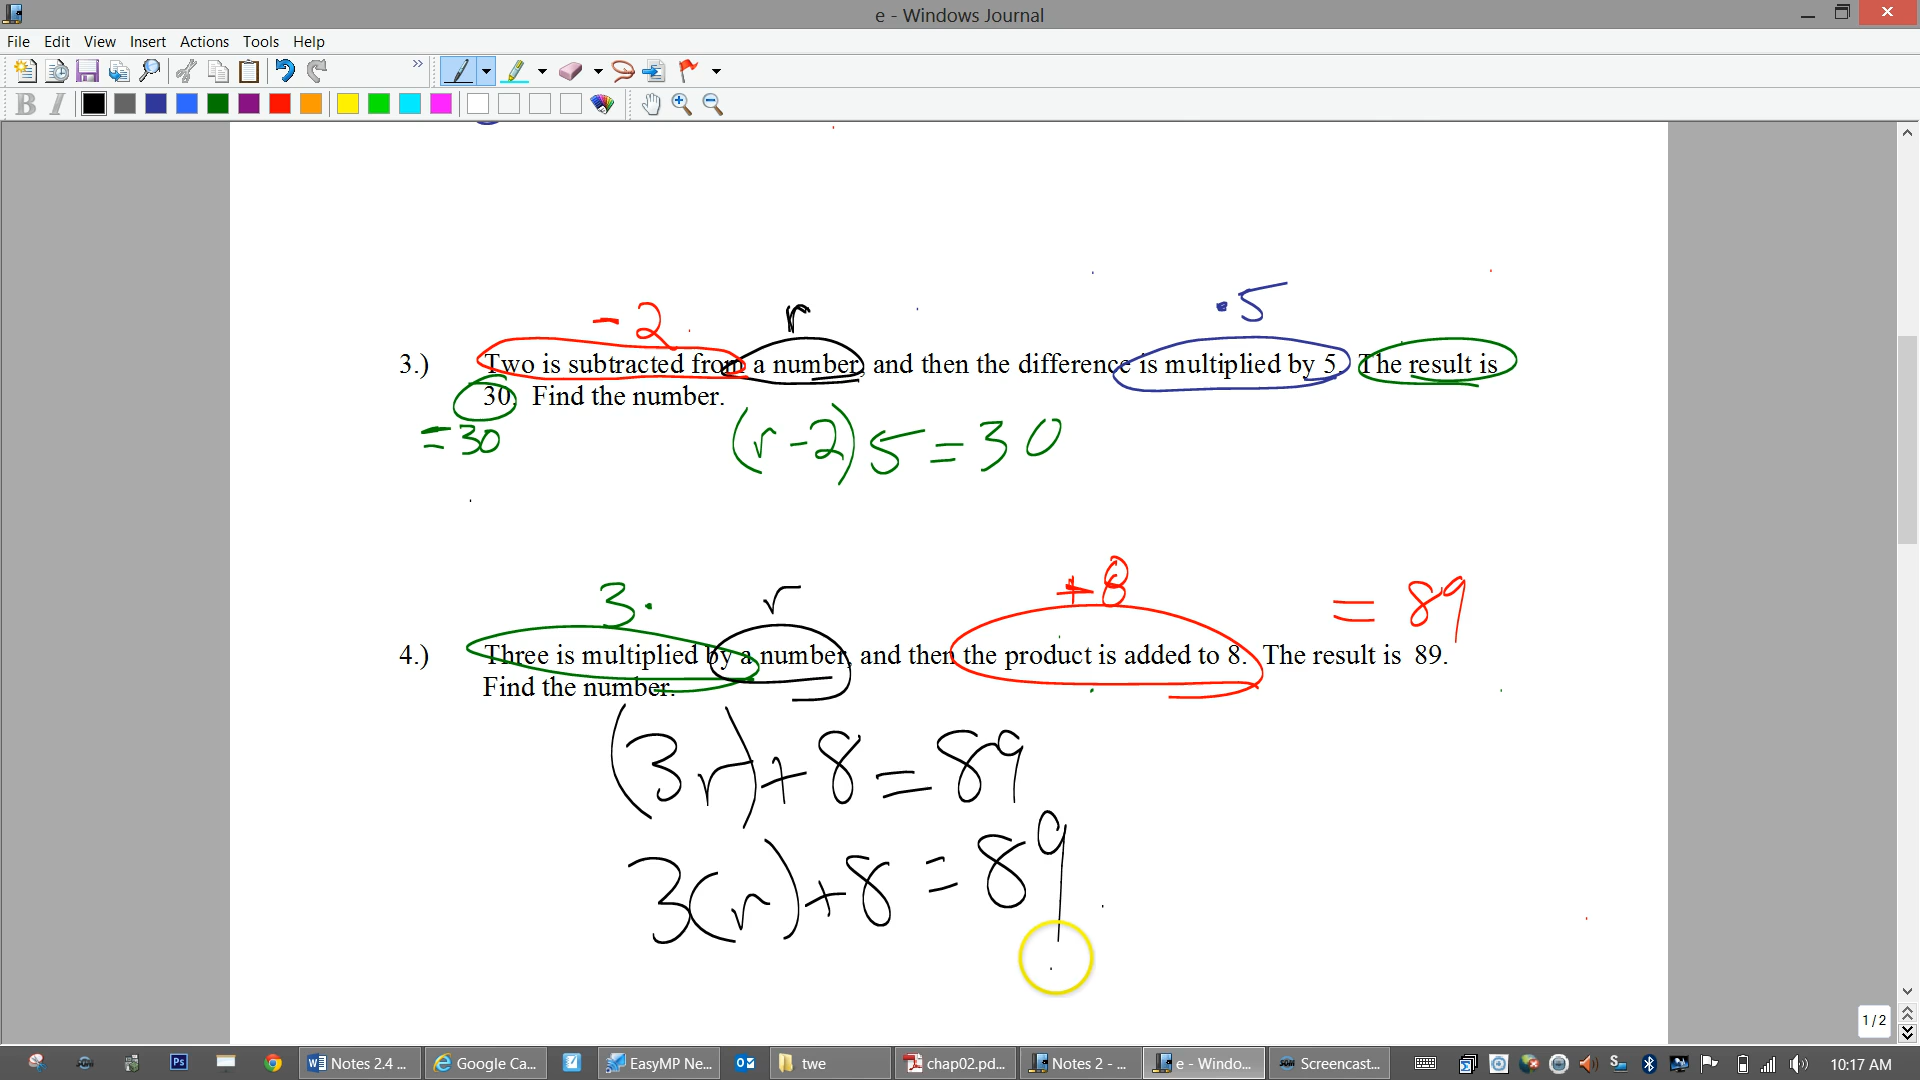 e - Windows Journal
File Edit View Insert Actions Tools Help
B I
-2 r ·5
3.) Two is subtracted from a number, and then the difference is multiplied by 5. The result is
30. Find the number.
=30 (r-2)5=30
3· r +8 = 89
4.) Three is multiplied by a number, and then the product is added to 8. The result is 89.
Find the number.
(3r)+8=89
3(r)+8=89
1/2
Ps Notes 2.4 ... Google Ca... EasyMP Ne... twe chap02.pd... Notes 2 - ... e - Windo... Screencast... 10:17 AM